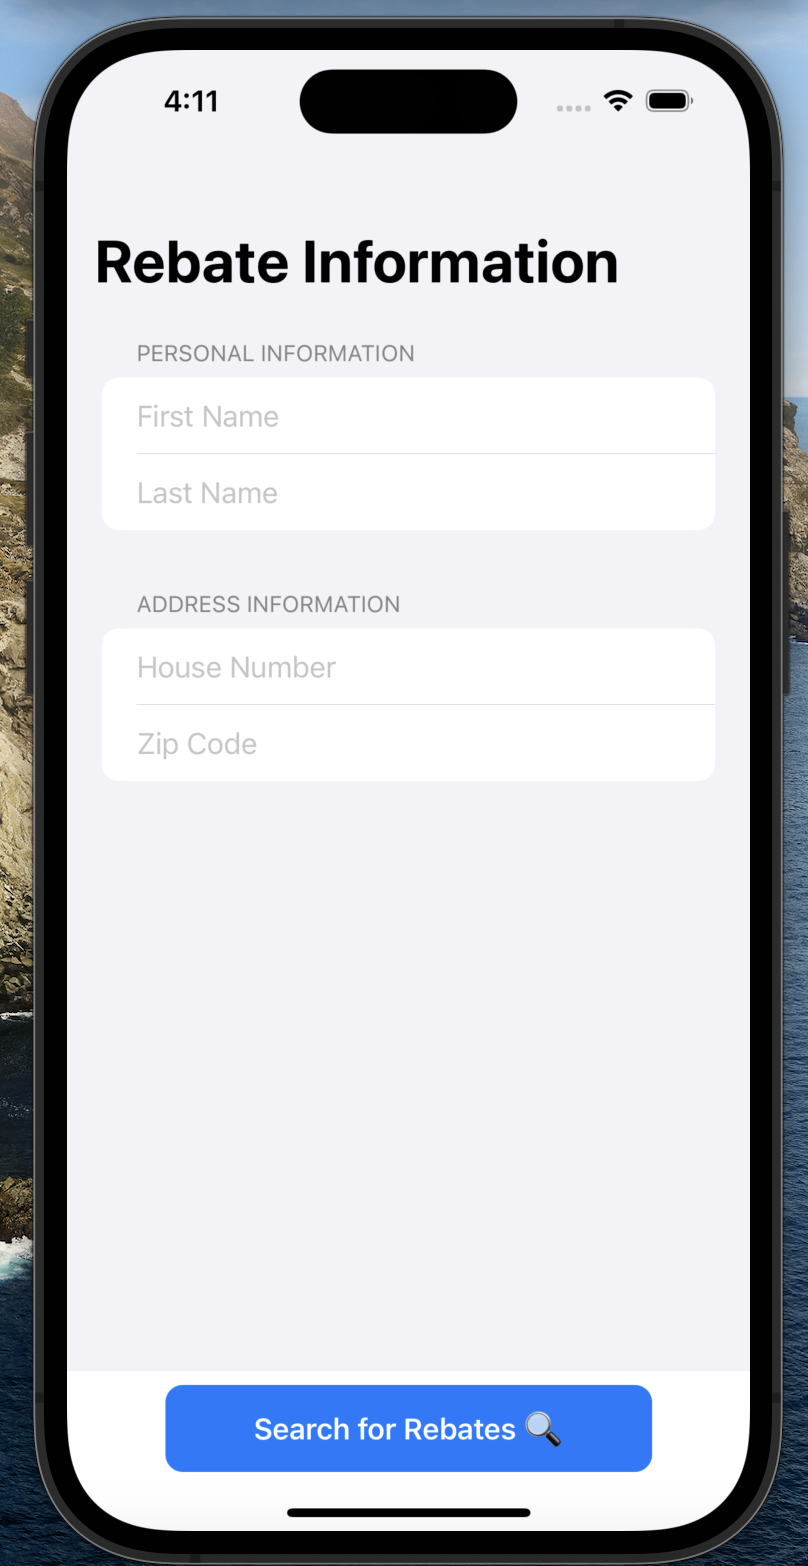 4:11
Rebate Information
PERSONAL INFORMATION
First Name
Last Name
ADDRESS INFORMATION
House Number
Zip Code
Search for Rebates 🔍